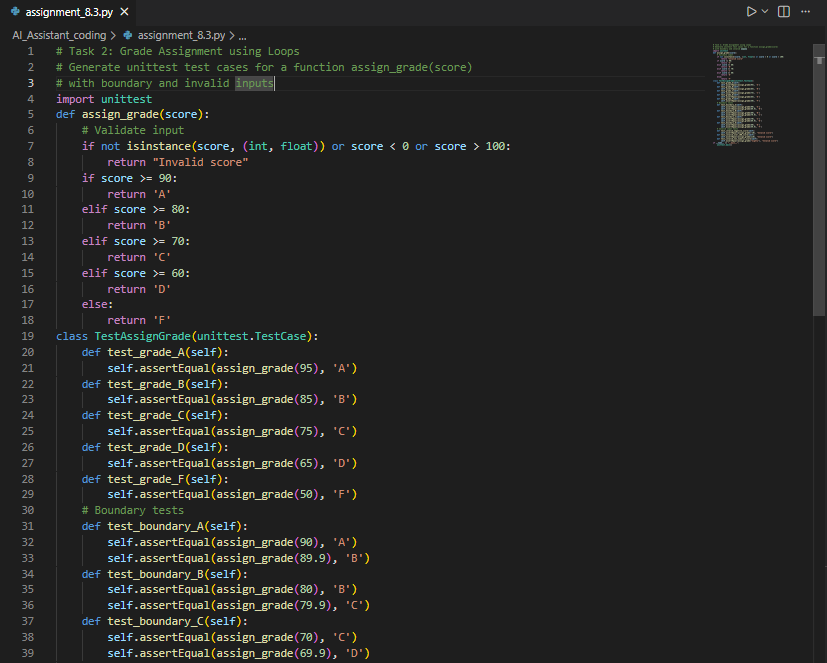 assignment_8.3.py
AI_Assistant_coding > assignment_8.3.py > ...
1 # Task 2: Grade Assignment using Loops
2 # Generate unittest test cases for a function assign_grade(score)
3 # with boundary and invalid inputs
4 import unittest
5 def assign_grade(score):
6     # Validate input
7     if not isinstance(score, (int, float)) or score < 0 or score > 100:
8         return "Invalid score"
9     if score >= 90:
10         return 'A'
11     elif score >= 80:
12         return 'B'
13     elif score >= 70:
14         return 'C'
15     elif score >= 60:
16         return 'D'
17     else:
18         return 'F'
19 class TestAssignGrade(unittest.TestCase):
20     def test_grade_A(self):
21         self.assertEqual(assign_grade(95), 'A')
22     def test_grade_B(self):
23         self.assertEqual(assign_grade(85), 'B')
24     def test_grade_C(self):
25         self.assertEqual(assign_grade(75), 'C')
26     def test_grade_D(self):
27         self.assertEqual(assign_grade(65), 'D')
28     def test_grade_F(self):
29         self.assertEqual(assign_grade(50), 'F')
30     # Boundary tests
31     def test_boundary_A(self):
32         self.assertEqual(assign_grade(90), 'A')
33         self.assertEqual(assign_grade(89.9), 'B')
34     def test_boundary_B(self):
35         self.assertEqual(assign_grade(80), 'B')
36         self.assertEqual(assign_grade(79.9), 'C')
37     def test_boundary_C(self):
38         self.assertEqual(assign_grade(70), 'C')
39         self.assertEqual(assign_grade(69.9), 'D')